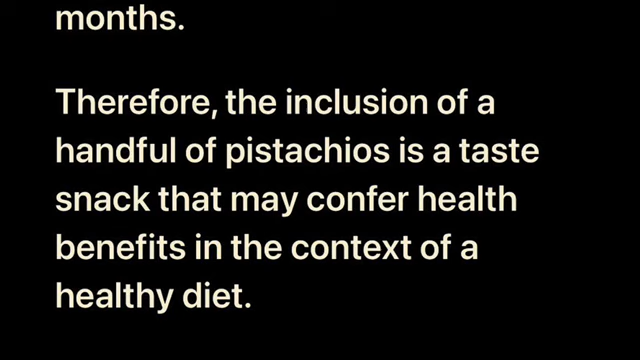 months.
Therefore, the inclusion of a
handful of pistachios is a taste
snack that may confer health
benefits in the context of a
healthy diet.